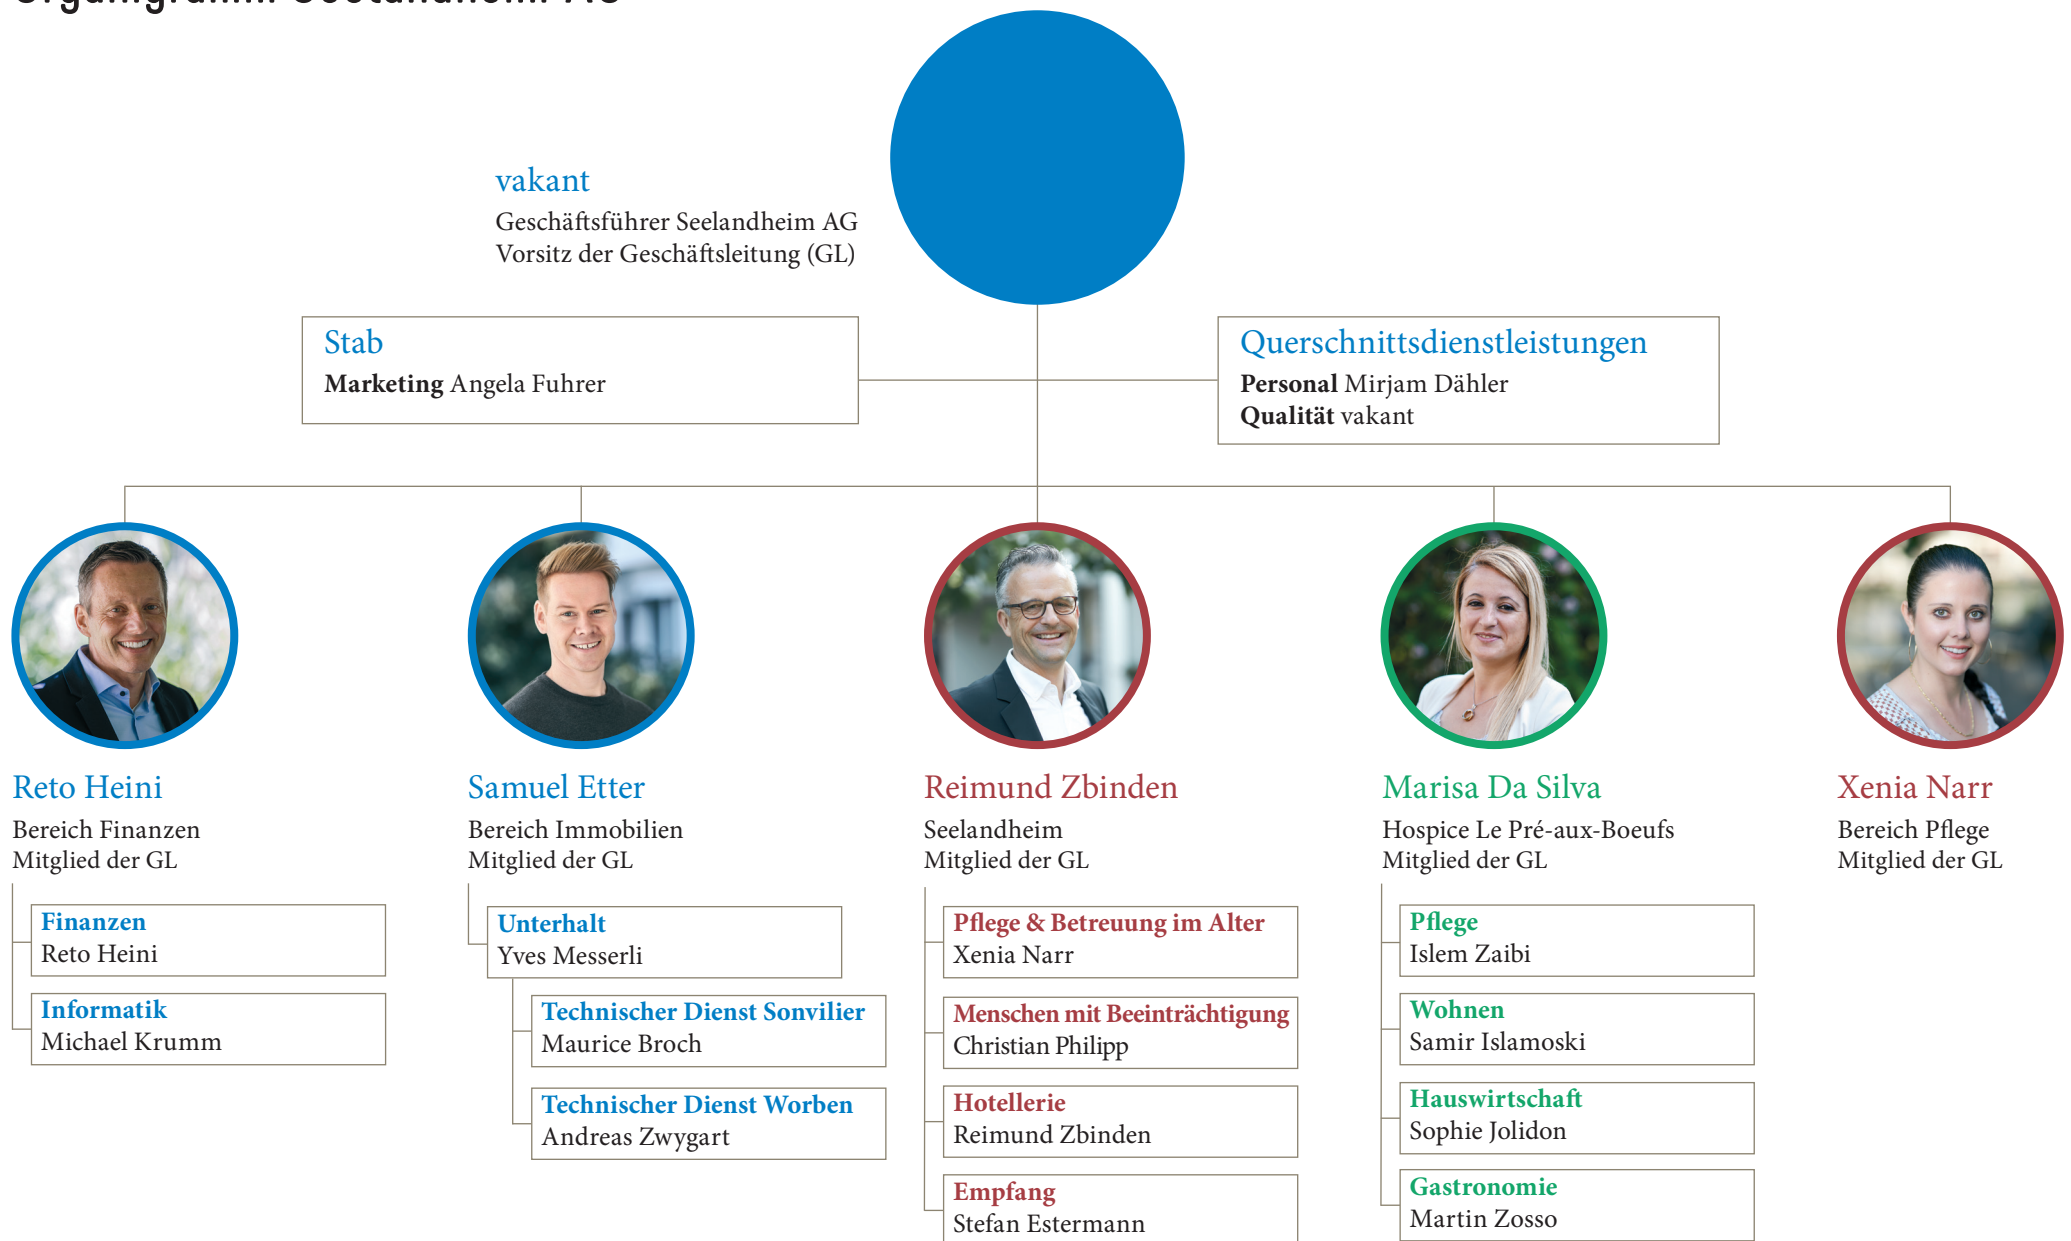 Organigramm Seelandheim AG
vakant
Geschäftsführer Seelandheim AG
Vorsitz der Geschäftsleitung (GL)
Stab
Marketing Angela Fuhrer
Querschnittsdienstleistungen
Personal Mirjam Dähler
Qualität vakant
Reto Heini
Bereich Finanzen
Mitglied der GL
Finanzen
Reto Heini
Informatik
Michael Krumm
Samuel Etter
Bereich Immobilien
Mitglied der GL
Unterhalt
Yves Messerli
Technischer Dienst Sonvilier
Maurice Broch
Technischer Dienst Worben
Andreas Zwygart
Reimund Zbinden
Seelandheim
Mitglied der GL
Pflege & Betreuung im Alter
Xenia Narr
Menschen mit Beeinträchtigung
Christian Philipp
Hotellerie
Reimund Zbinden
Empfang
Stefan Estermann
Marisa Da Silva
Hospice Le Pré-aux-Boeufs
Mitglied der GL
Pflege
Islem Zaibi
Wohnen
Samir Islamoski
Hauswirtschaft
Sophie Jolidon
Gastronomie
Martin Zosso
Xenia Narr
Bereich Pflege
Mitglied der GL